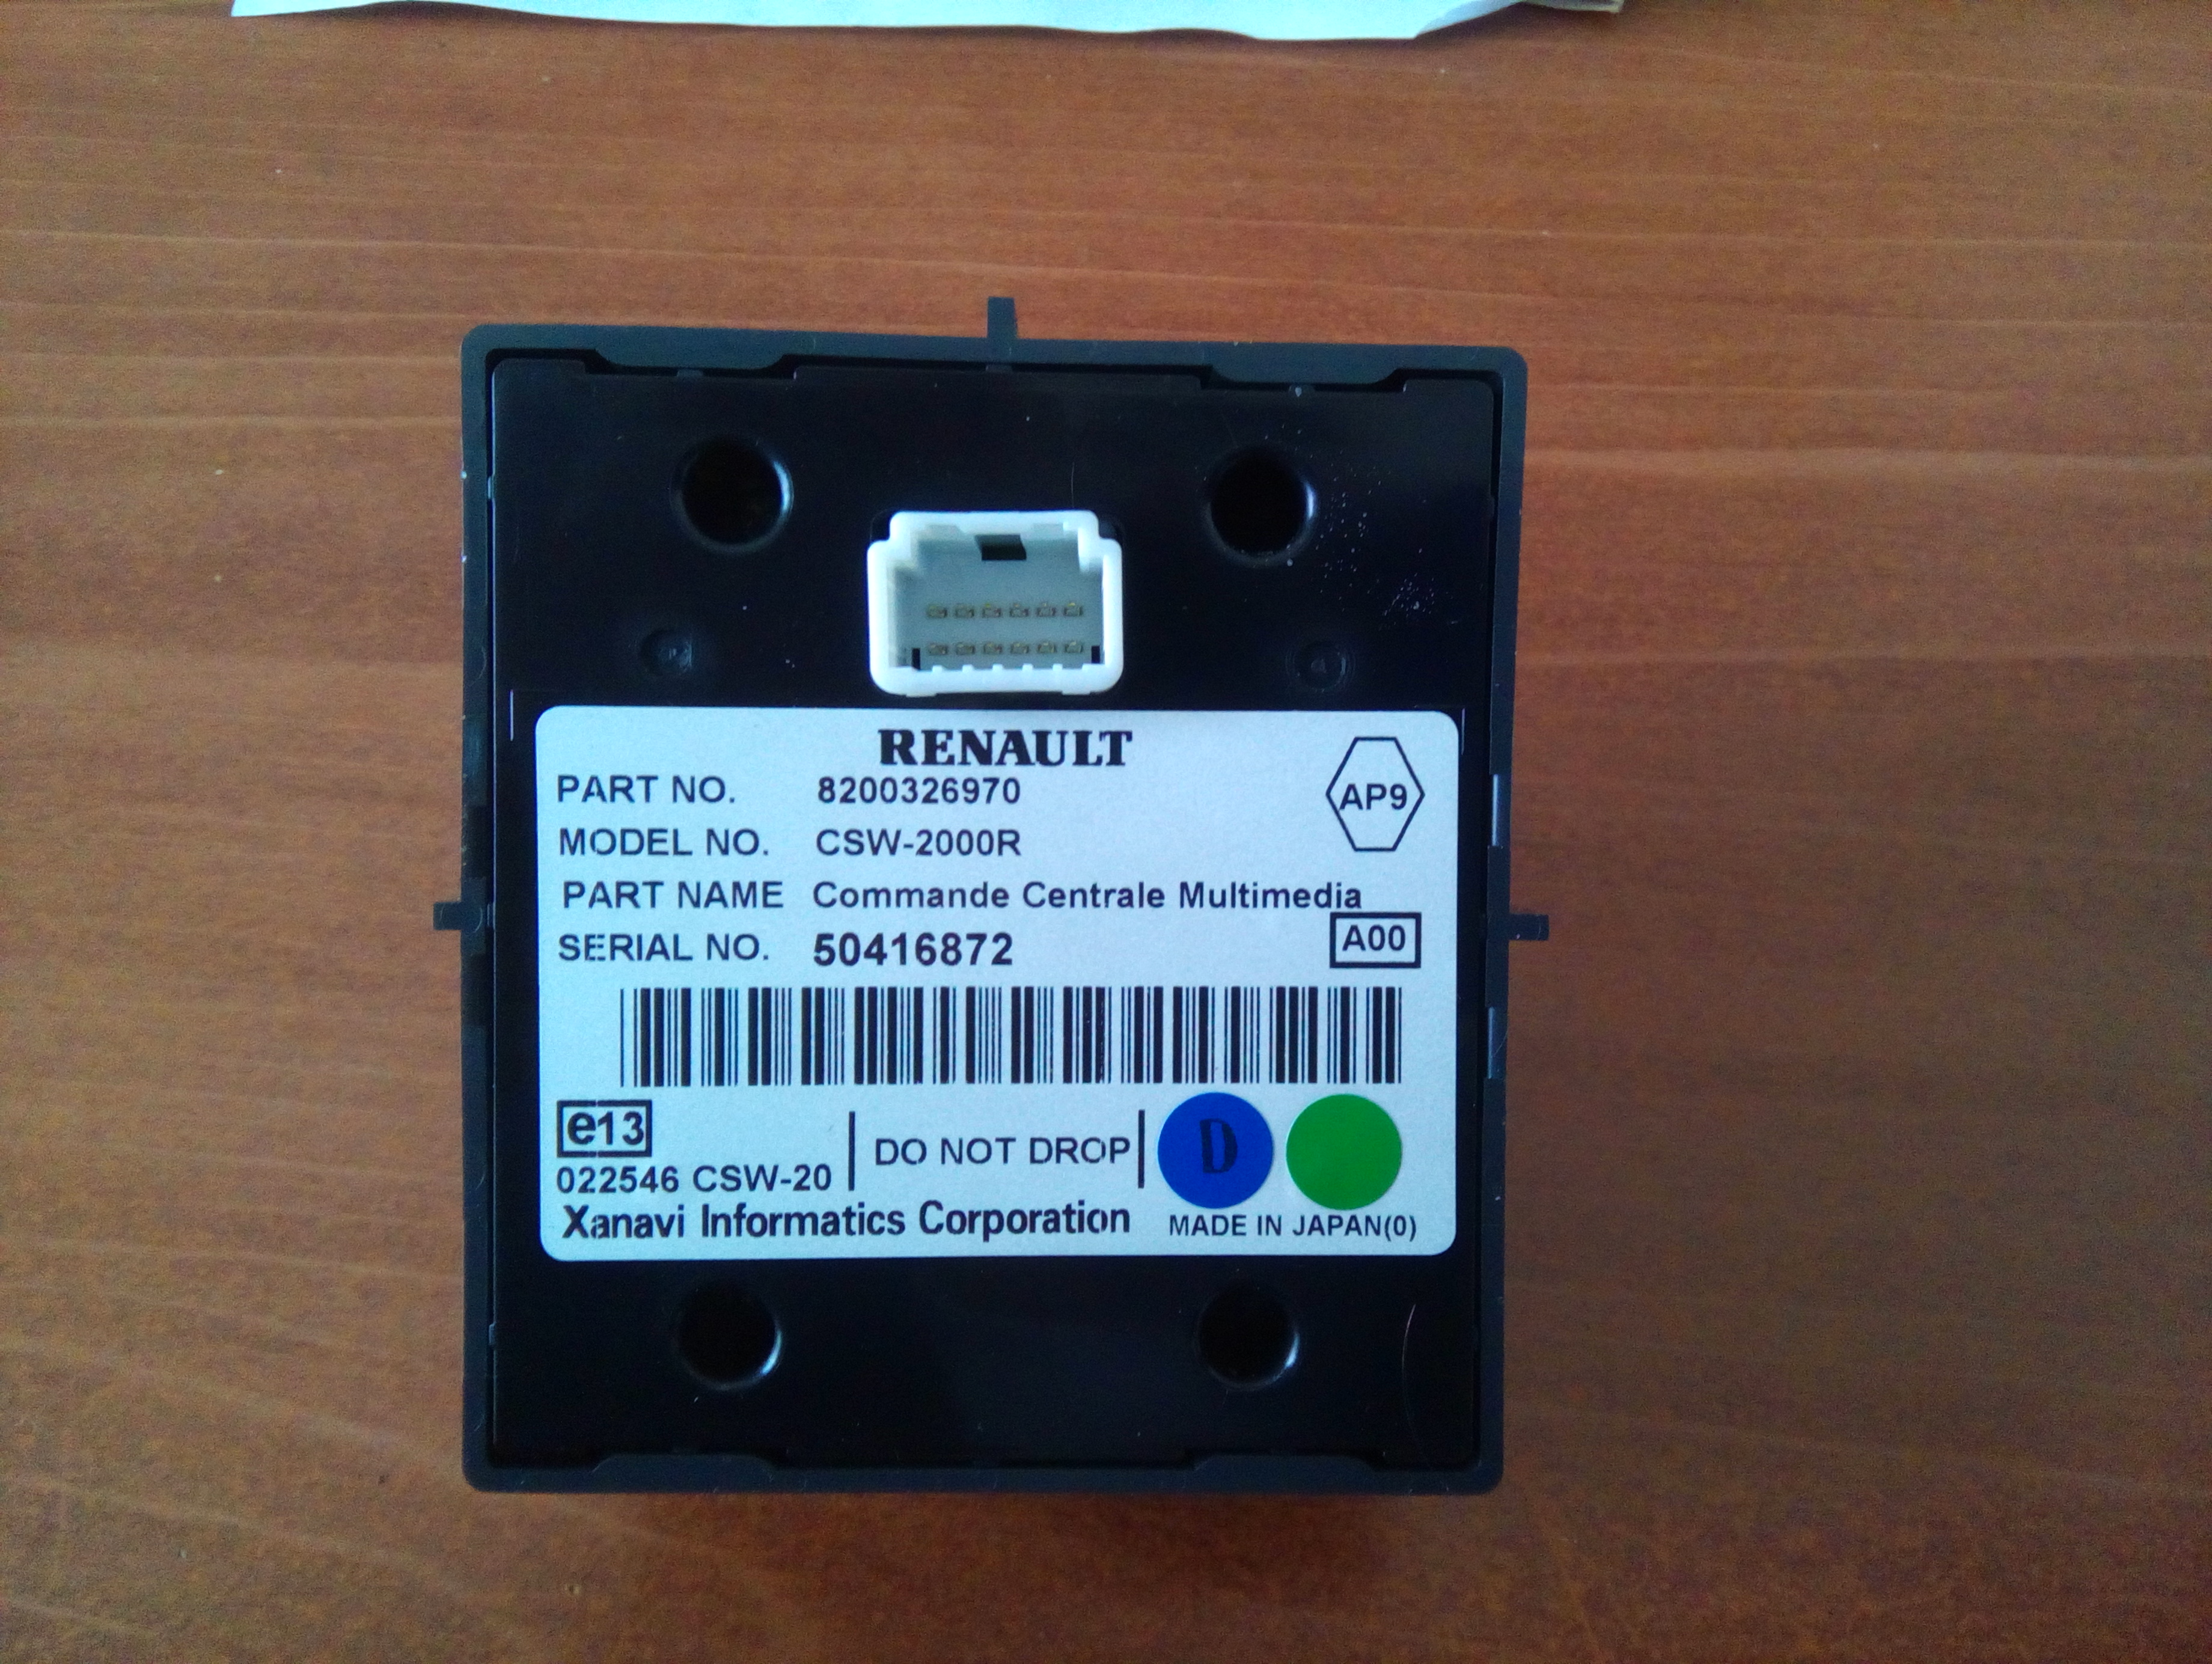 RENAULT
PART NO. 8200326970
AP9
MODEL NO. CSW-2000R
PART NAME Commande Centrale Multimedia
SERIAL NO. 50416872
A00
e13
022546 CSW-20
DO NOT DROP
D
Xanavi Informatics Corporation
MADE IN JAPAN(0)